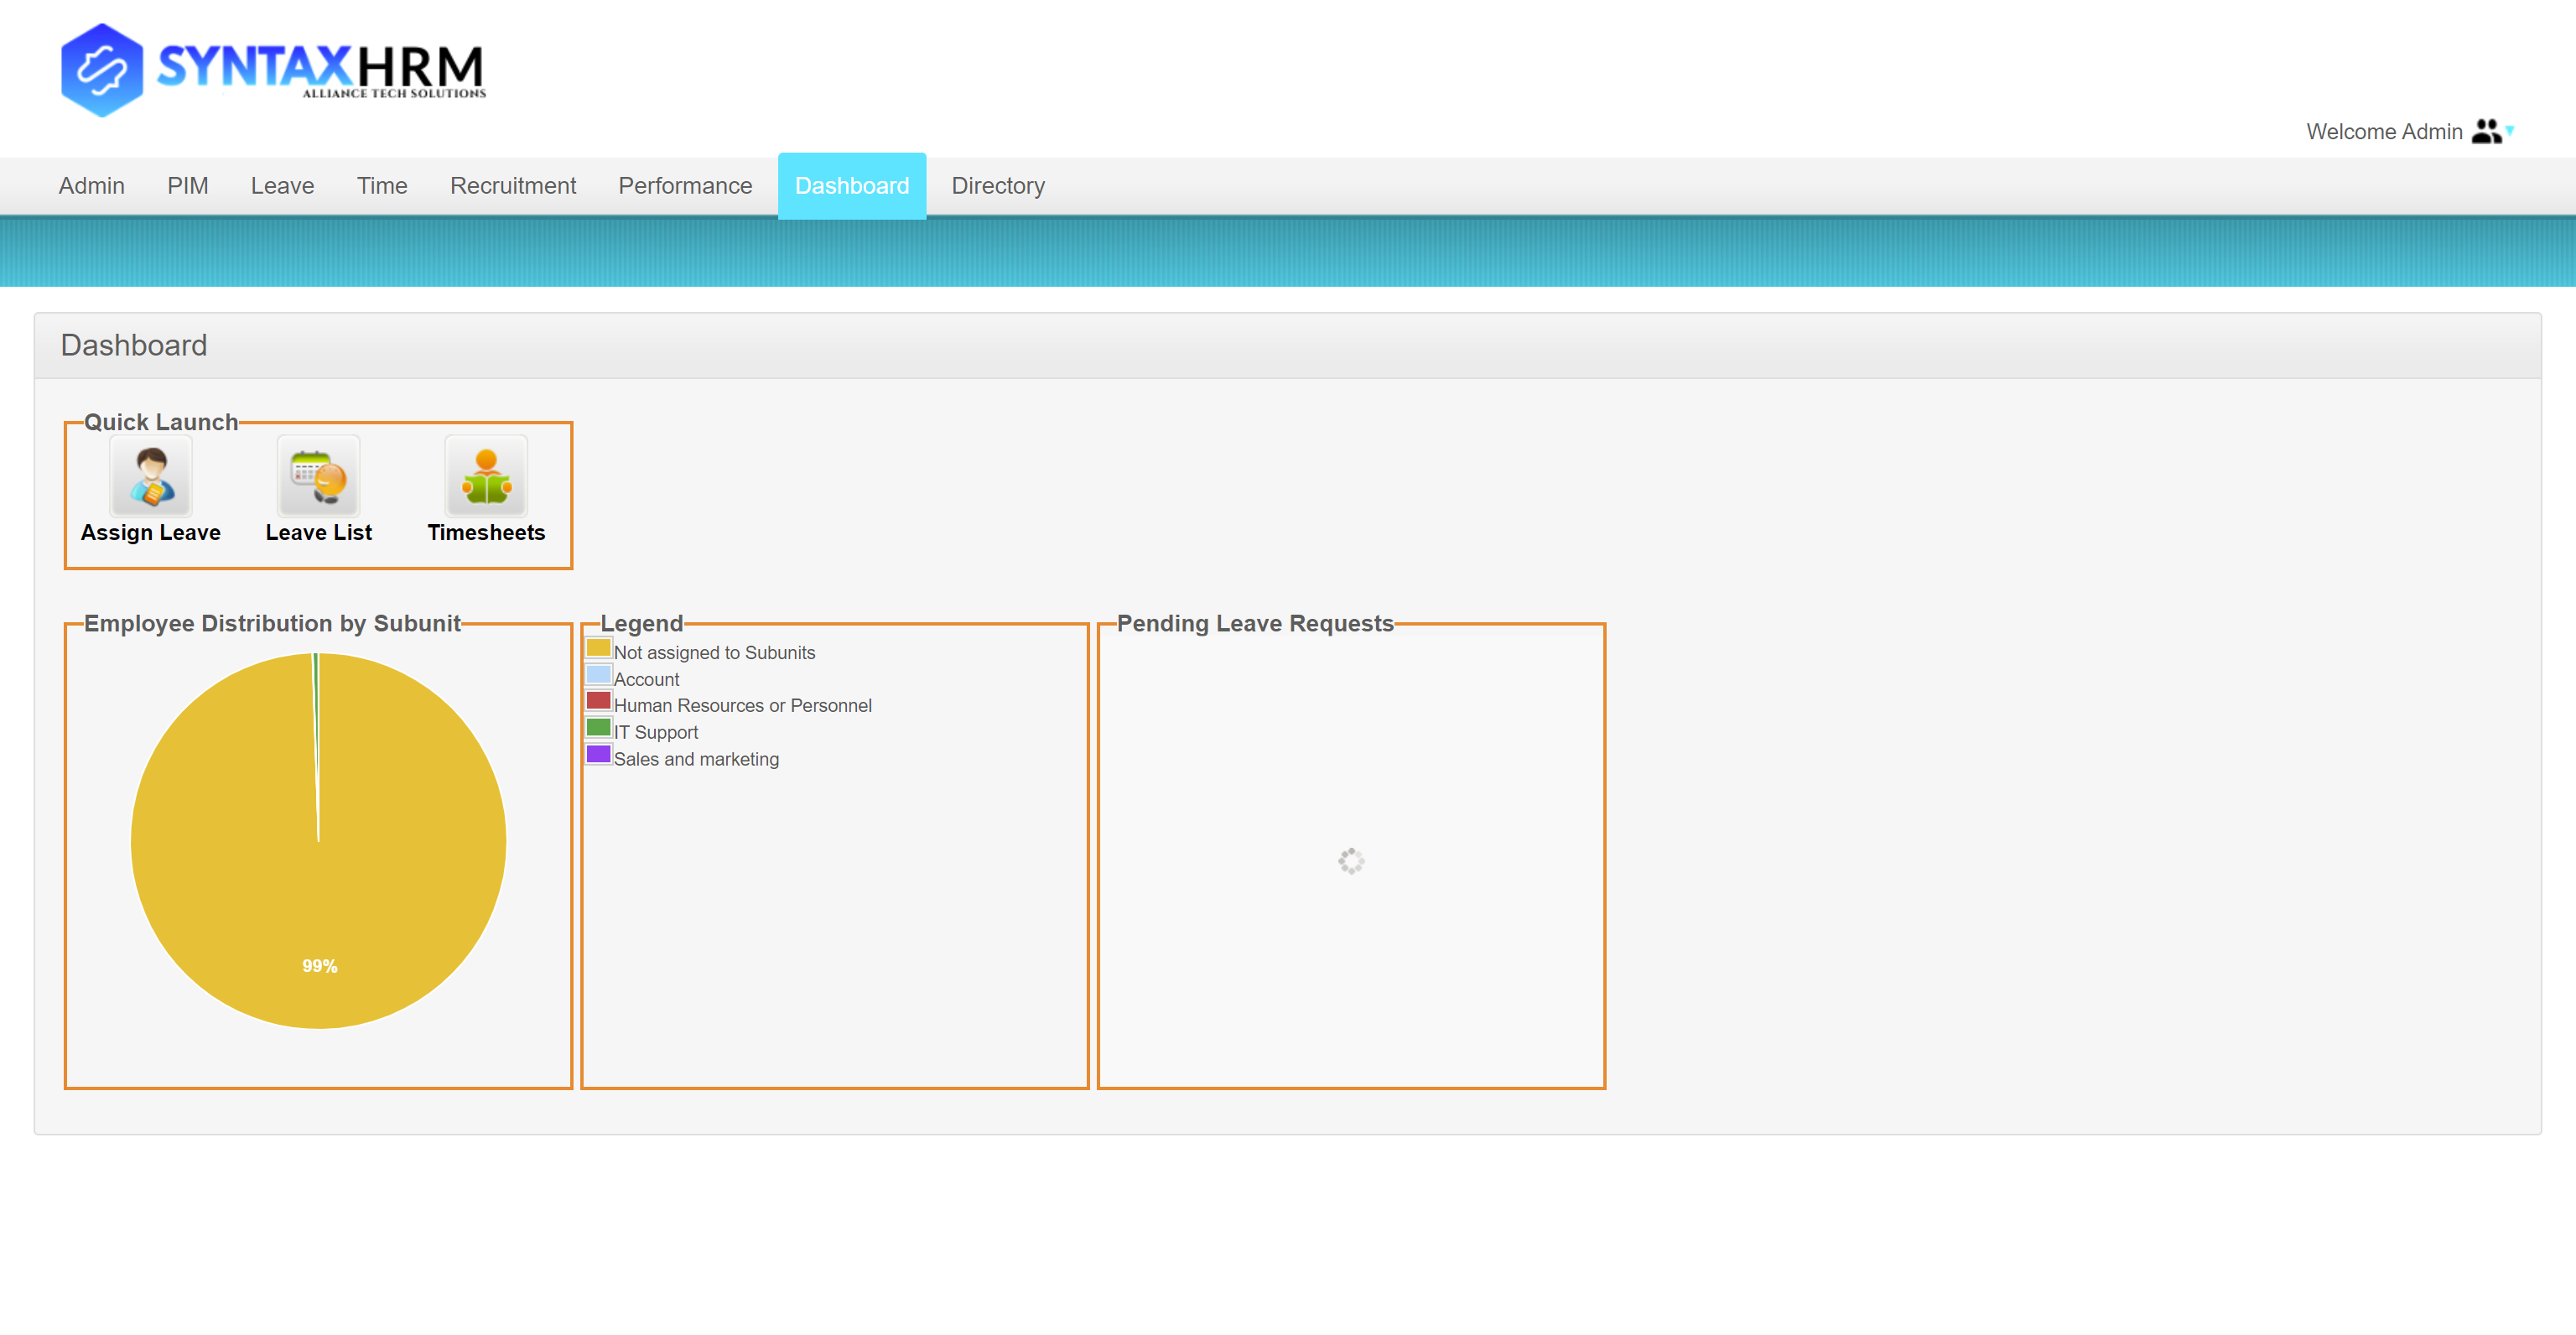 SYNTAXHRM
ALLIANCE TECH SOLUTIONS
Welcome Admin
Admin PIM Leave Time Recruitment Performance Dashboard Directory
Dashboard
Quick Launch
Assign Leave Leave List Timesheets
Employee Distribution by Subunit
99%
Legend
Not assigned to Subunits
Account
Human Resources or Personnel
IT Support
Sales and marketing
Pending Leave Requests